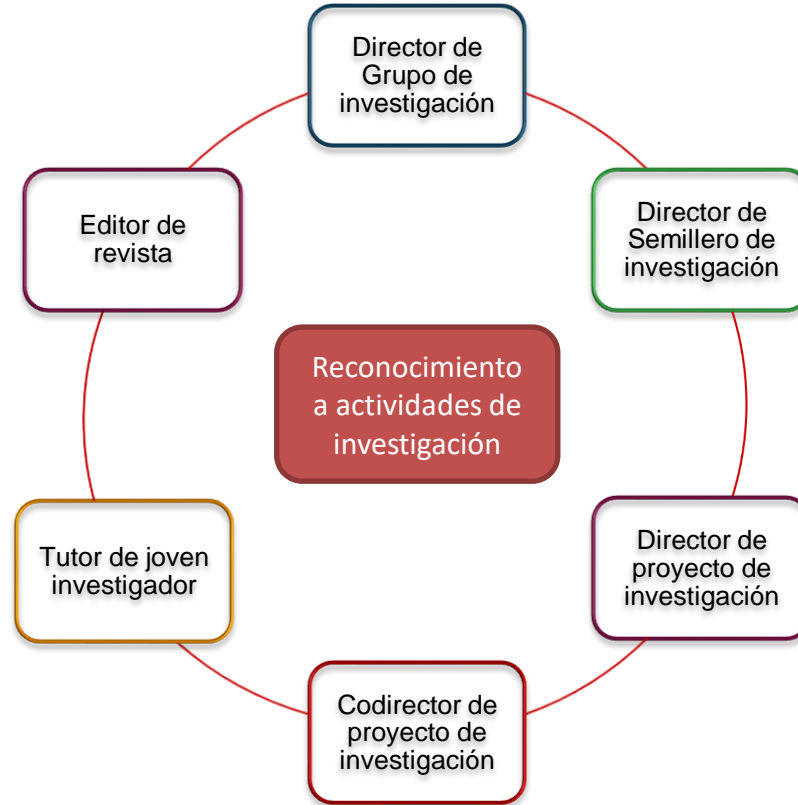 Director de
Grupo de
investigación
Director de
Semillero de
investigación
Director de
proyecto de
investigación
Codirector de
proyecto de
investigación
Tutor de joven
investigador
Editor de
revista
Reconocimiento
a actividades de
investigación